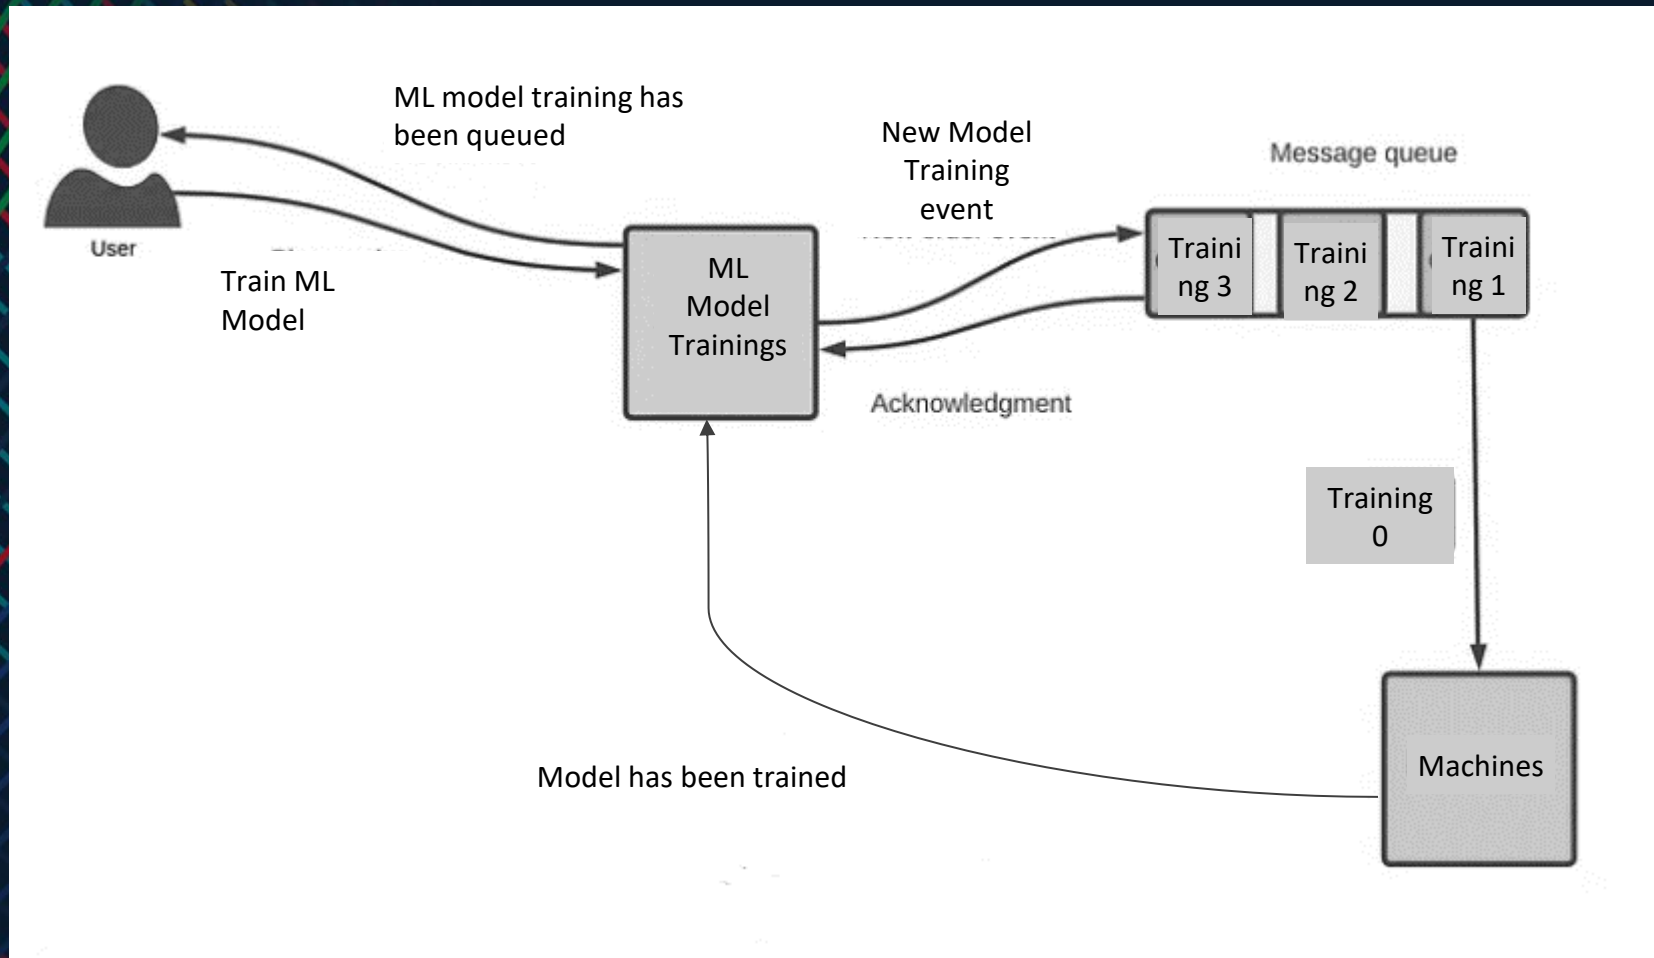 ML model training has
been queued
New Model
Training
event
Message queue
User
Train ML
Model
ML
Model
Trainings
Traini
ng 3
Traini
ng 2
Traini
ng 1
Acknowledgment
Training
0
Machines
Model has been trained